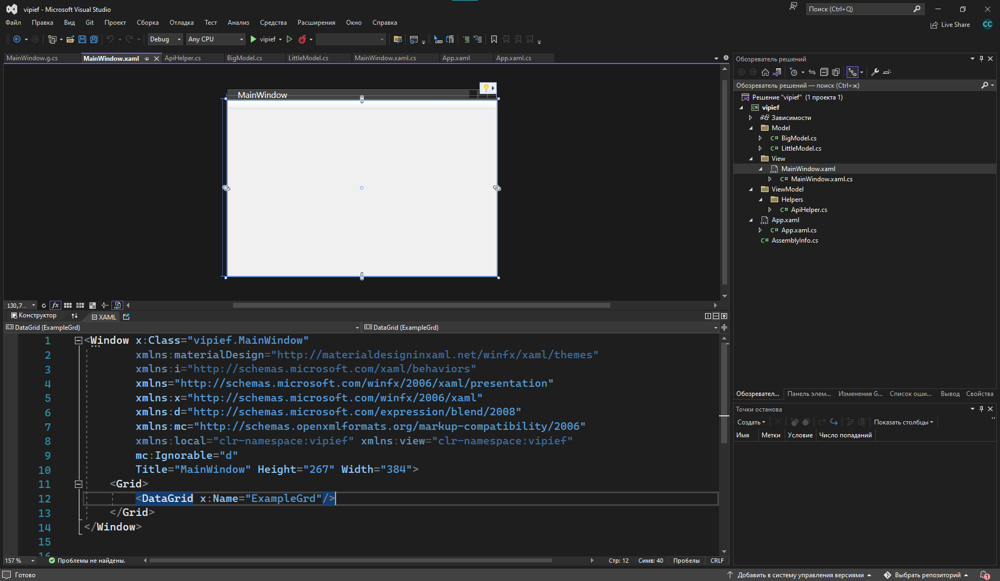 vipief - Microsoft Visual Studio
Поиск (Ctrl+Q)
Файл Правка Вид Git Проект Сборка Отладка Тест Анализ Средства Расширения Окно Справка
Live Share
CC
Debug Any CPU vipief
MainWindow.g.cs MainWindow.xaml ApiHelper.cs BigModel.cs LittleModel.cs MainWindow.xaml.cs App.xaml App.xaml.cs
MainWindow
130,7...
fx
Конструктор XAML
DataGrid (ExampleGrd) DataGrid (ExampleGrd)
1 <Window x:Class="vipief.MainWindow"
2 xmlns:materialDesign="http://materialdesigninxaml.net/winfx/xaml/themes"
3 xmlns:i="http://schemas.microsoft.com/xaml/behaviors"
4 xmlns="http://schemas.microsoft.com/winfx/2006/xaml/presentation"
5 xmlns:x="http://schemas.microsoft.com/winfx/2006/xaml"
6 xmlns:d="http://schemas.microsoft.com/expression/blend/2008"
7 xmlns:mc="http://schemas.openxmlformats.org/markup-compatibility/2006"
8 xmlns:local="clr-namespace:vipief" xmlns:view="clr-namespace:vipief"
9 mc:Ignorable="d"
10 Title="MainWindow" Height="267" Width="384">
11 <Grid>
12 <DataGrid x:Name="ExampleGrd"/>
13 </Grid>
14 </Window>
15
16
157 % Проблемы не найдены. Стр: 12 Симв: 40 Пробелы CRLF
Обозреватель решений
Обозреватель решений — поиск (Ctrl+ж)
Решение "vipief" (1 проекта 1)
C# vipief
Зависимости
Model
C# BigModel.cs
C# LittleModel.cs
View
MainWindow.xaml
C# MainWindow.xaml.cs
ViewModel
Helpers
C# ApiHelper.cs
App.xaml
C# App.xaml.cs
C# AssemblyInfo.cs
Обозревател... Панель элем... Изменения G... Список оши... Вывод Свойства
Точки останова
Создать Показать столбцы
Имя Метки Условие Число попаданий
Готово
Добавить в систему управления версиями Выбрать репозиторий 1